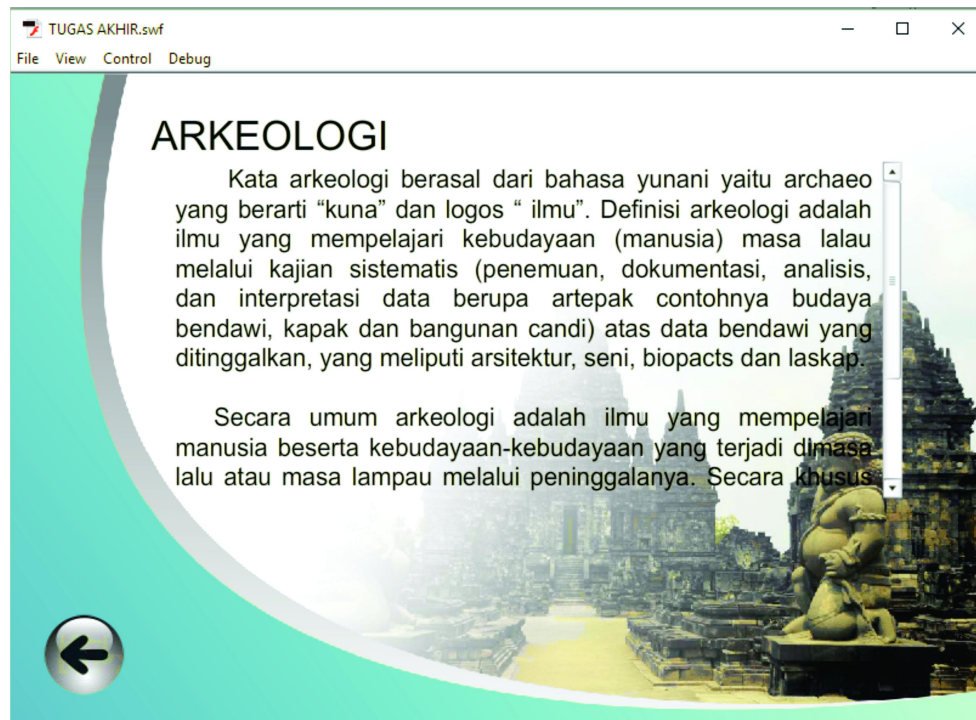 TUGAS AKHIR.swf
File View Control Debug
ARKEOLOGI
Kata arkeologi berasal dari bahasa yunani yaitu archaeo
yang berarti “kuna” dan logos “ ilmu”. Definisi arkeologi adalah
ilmu yang mempelajari kebudayaan (manusia) masa lalau
melalui kajian sistematis (penemuan, dokumentasi, analisis,
dan interpretasi data berupa artepak contohnya budaya
bendawi, kapak dan bangunan candi) atas data bendawi yang
ditinggalkan, yang meliputi arsitektur, seni, biopacts dan laskap.
Secara umum arkeologi adalah ilmu yang mempelajari
manusia beserta kebudayaan-kebudayaan yang terjadi dimasa
lalu atau masa lampau melalui peninggalanya. Secara khusus